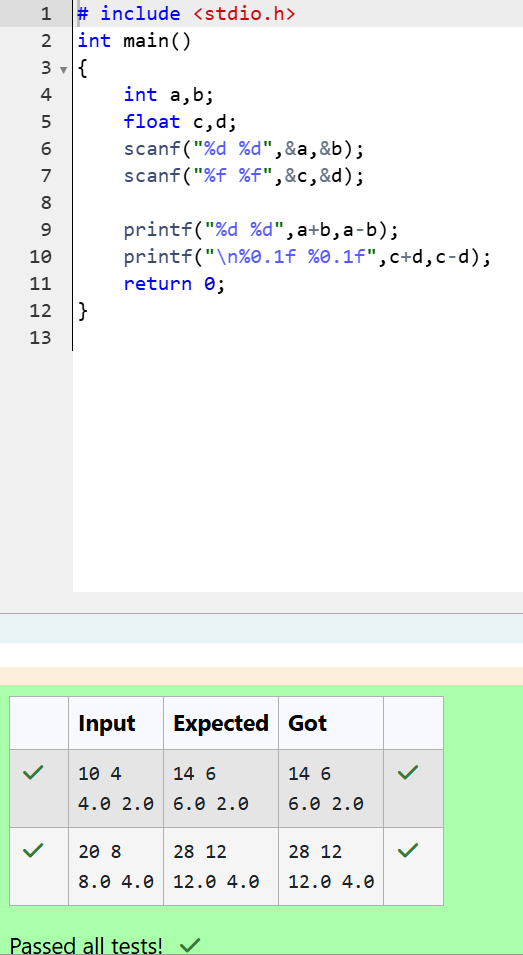 1 # include <stdio.h>
2 int main()
3 {
4     int a,b;
5     float c,d;
6     scanf("%d %d",&a,&b);
7     scanf("%f %f",&c,&d);
8
9     printf("%d %d",a+b,a-b);
10     printf("\n%0.1f %0.1f",c+d,c-d);
11     return 0;
12 }
13
Input Expected Got
10 4 14 6 14 6
4.0 2.0 6.0 2.0 6.0 2.0
20 8 28 12 28 12
8.0 4.0 12.0 4.0 12.0 4.0
Passed all tests!